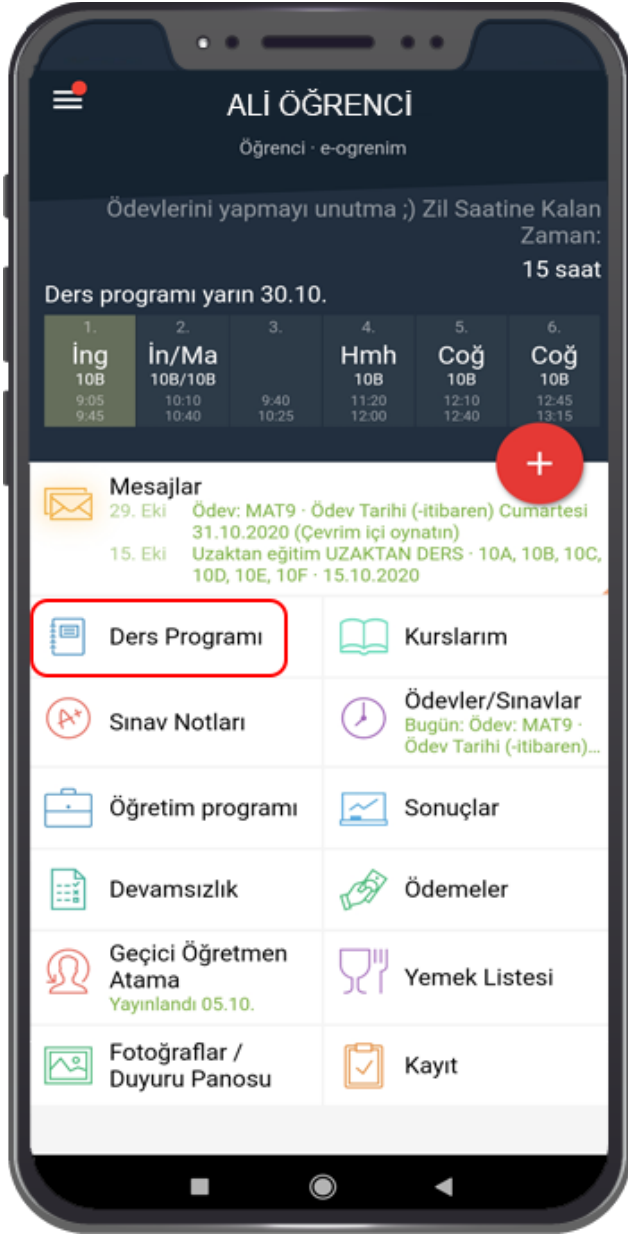 ALİ ÖĞRENCİ
Öğrenci · e-ogrenim
Ödevlerini yapmayı unutma ;) Zil Saatine Kalan
Zaman:
15 saat
Ders programı yarın 30.10.
1. 2. 3. 4. 5. 6.
İng İn/Ma Hmh Coğ Coğ
10B 10B/10B 10B 10B 10B
9:05 10:10 9:40 11:20 12:10 12:45
9:45 10:40 10:25 12:00 12:40 13:15
+
Mesajlar
29. Eki Ödev: MAT9 · Ödev Tarihi (-itibaren) Cumartesi
31.10.2020 (Çevrim içi oynatın)
15. Eki Uzaktan eğitim UZAKTAN DERS · 10A, 10B, 10C,
10D, 10E, 10F · 15.10.2020
Ders Programı
Kurslarım
A+
Sınav Notları
Ödevler/Sınavlar
Bugün: Ödev: MAT9 ·
Ödev Tarihi (-itibaren)...
Öğretim programı
Sonuçlar
Devamsızlık
Ödemeler
Geçici Öğretmen
Atama
Yayınlandı 05.10.
Yemek Listesi
Fotoğraflar /
Duyuru Panosu
Kayıt